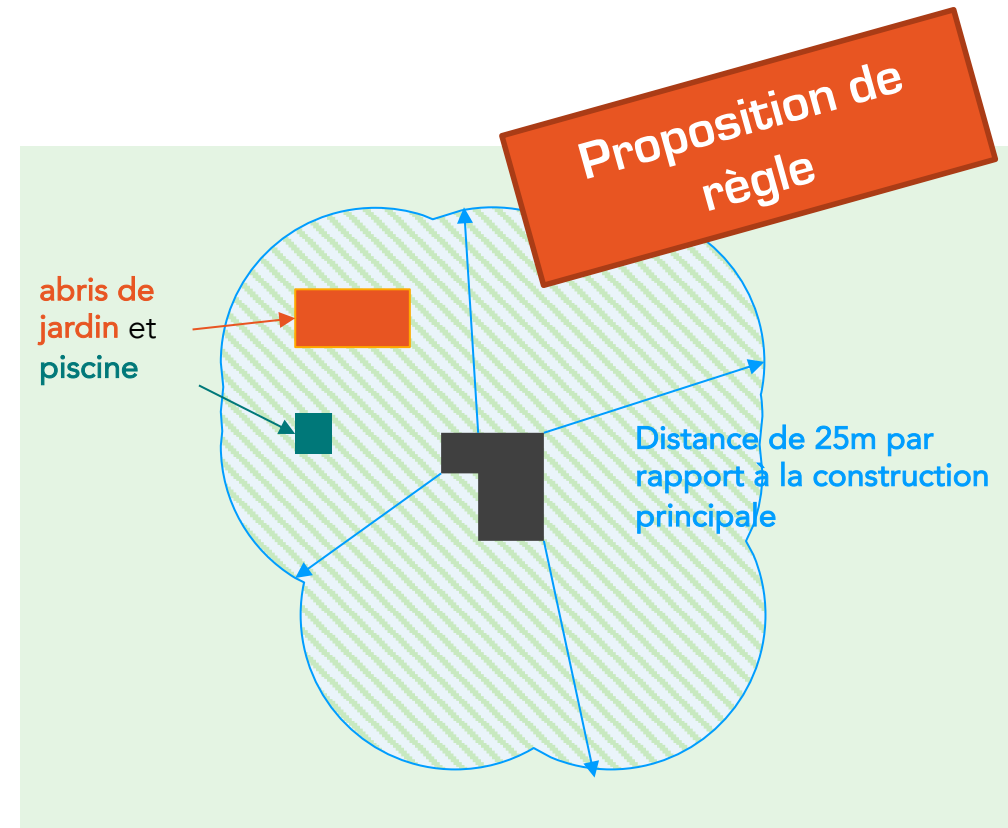 Proposition de
règle
abris de
jardin et
piscine
Distance de 25m par
rapport à la construction
principale